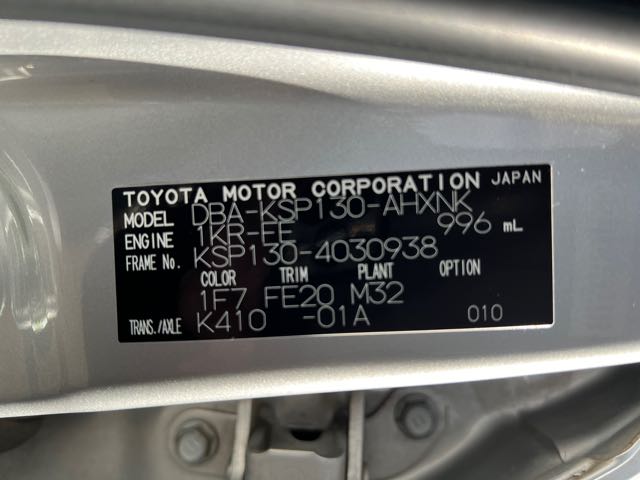 TOYOTA MOTOR CORPORATION JAPAN
MODEL DBA-KSP130-AHXNK
ENGINE 1KR-FE 996 mL
FRAME No. KSP130-4030938
COLOR TRIM PLANT OPTION
1F7 FE20 M32
TRANS./AXLE K410 -01A 010